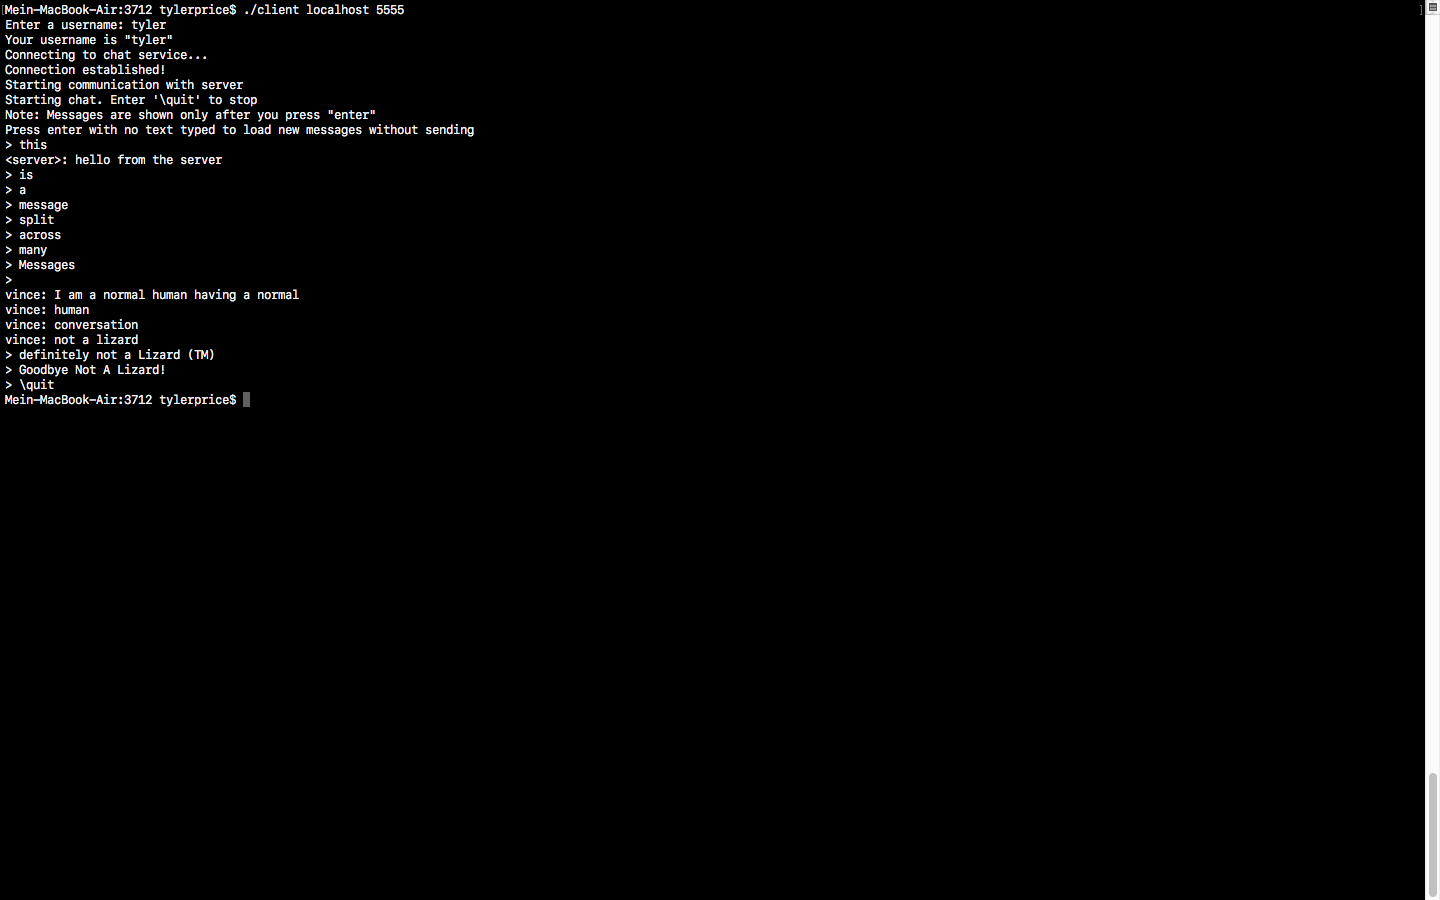 [Mein-MacBook-Air:3712 tylerprice$ ./client localhost 5555 ]
Enter a username: tyler
Your username is "tyler"
Connecting to chat service...
Connection established!
Starting communication with server
Starting chat. Enter '\quit' to stop
Note: Messages are shown only after you press "enter"
Press enter with no text typed to load new messages without sending
> this
<server>: hello from the server
> is
> a
> message
> split
> across
> many
> Messages
>
vince: I am a normal human having a normal
vince: human
vince: conversation
vince: not a lizard
> definitely not a Lizard (TM)
> Goodbye Not A Lizard!
> \quit
Mein-MacBook-Air:3712 tylerprice$